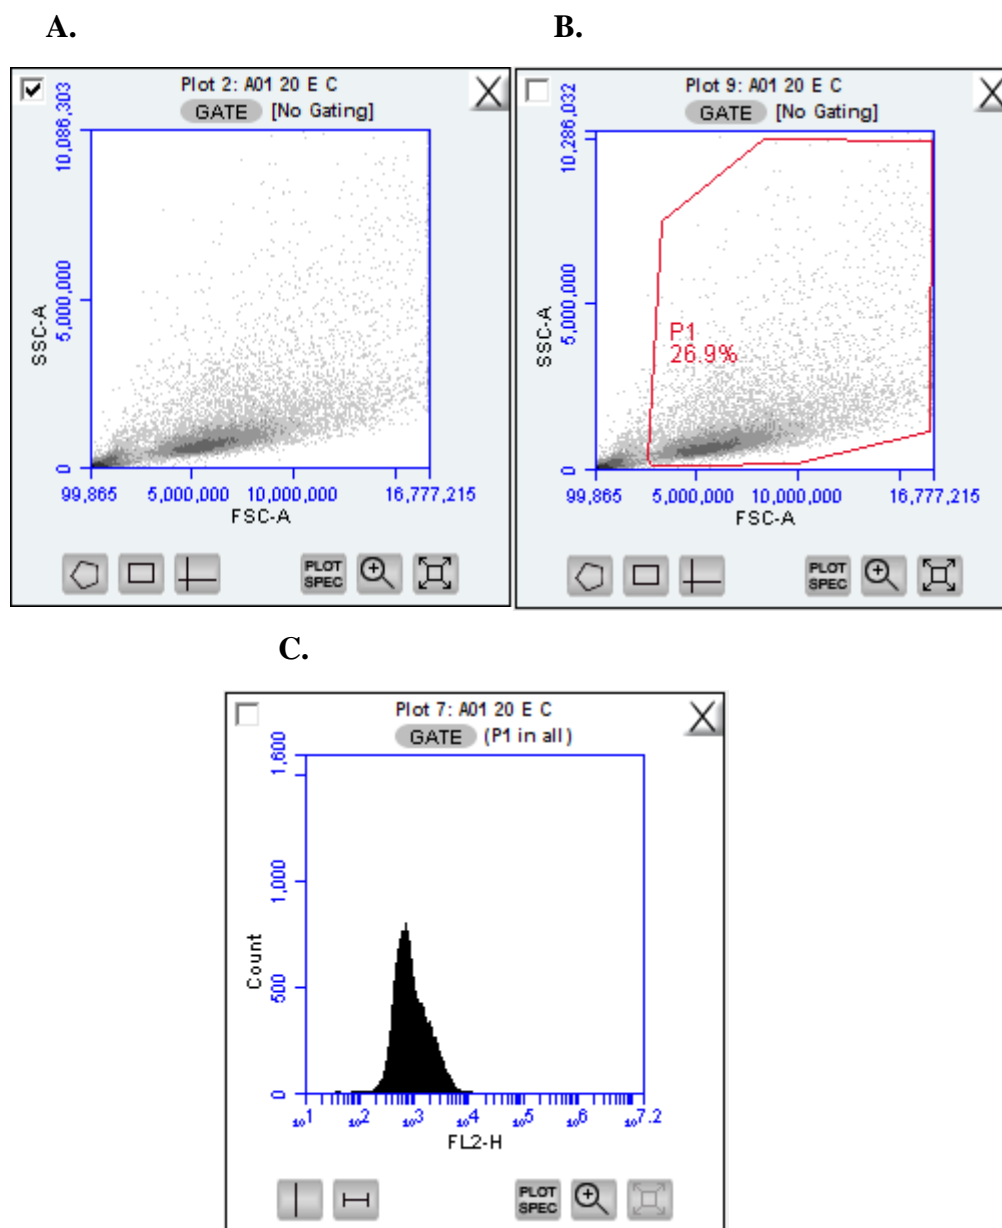 A.
B.
Plot 2: A01 20 E C
GATE [No Gating]
10,086,303
5,000,000
0
SSC-A
99,865 5,000,000 10,000,000 16,777,215
FSC-A
PLOT
SPEC
Plot 9: A01 20 E C
GATE [No Gating]
10,286,032
5,000,000
0
SSC-A
P1
26.9%
99,865 5,000,000 10,000,000 16,777,215
FSC-A
PLOT
SPEC
C.
Plot 7: A01 20 E C
GATE (P1 in all)
1,600
1,000
500
0
Count
10 1 10 2 10 3 10 4 10 5 10 6 10 7.2
FL2-H
PLOT
SPEC